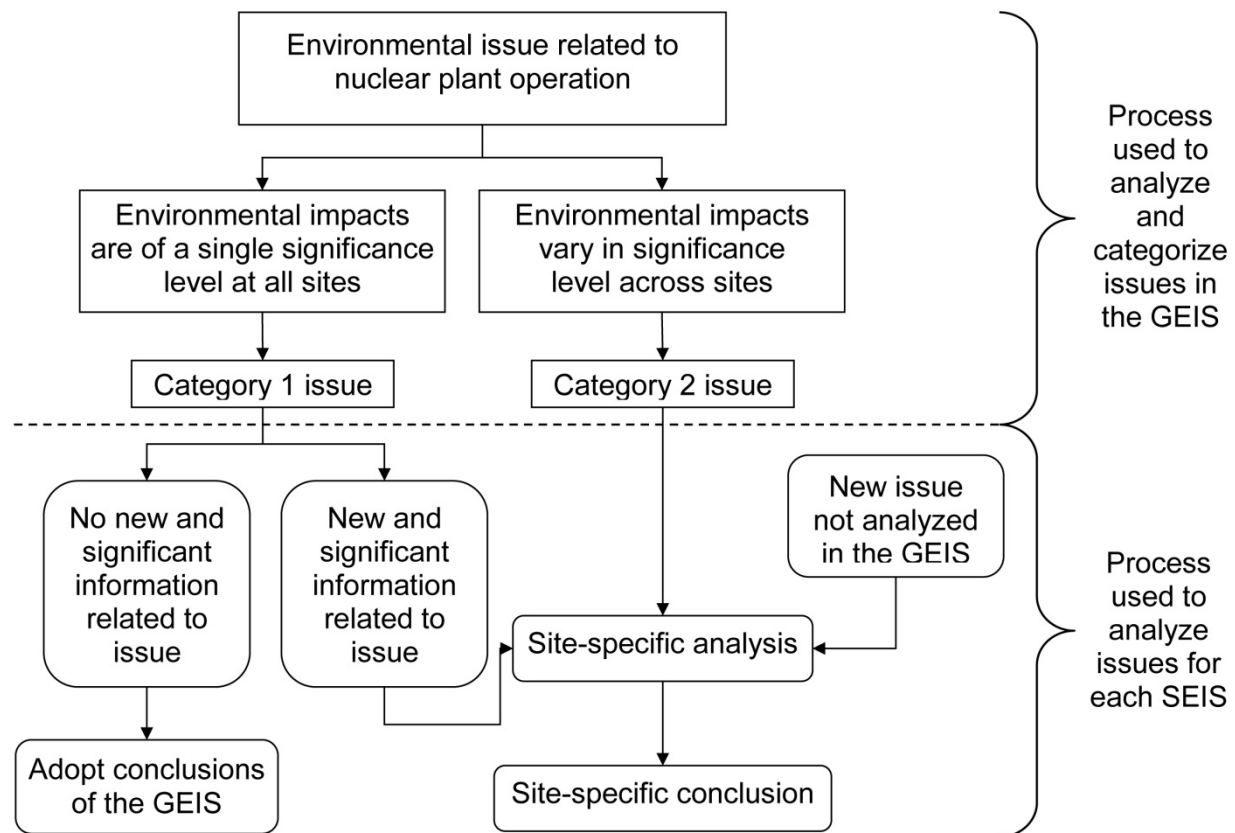 Environmental issue related to
nuclear plant operation
Environmental impacts
are of a single significance
level at all sites
Environmental impacts
vary in significance
level across sites
Category 1 issue
Category 2 issue
Process
used to
analyze
and
categorize
issues in
the GEIS
No new and
significant
information
related to
issue
New and
significant
information
related to
issue
New issue
not analyzed
in the GEIS
Site-specific analysis
Adopt conclusions
of the GEIS
Site-specific conclusion
Process
used to
analyze
issues for
each SEIS